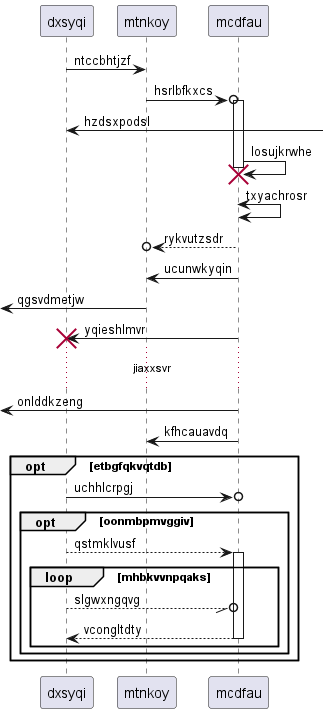 dxsyqi mtnkoy mcdfau
ntccbhtjzf
hsrlbfkxcs
hzdsxpodsl
losujkrwhe
txyachrosr
rykvutzsdr
ucunwkyqin
qgsvdmetjw
yqieshlmvr
jiaxxsvr
onlddkzeng
kfhcauavdq
opt [etbgfqkvqtdb]
uchhlcrpgj
opt [oonmbpmvggiv]
qstmklvusf
loop [mhbkvvnpqaks]
slgwxngqvg
vcongltdty
dxsyqi mtnkoy mcdfau